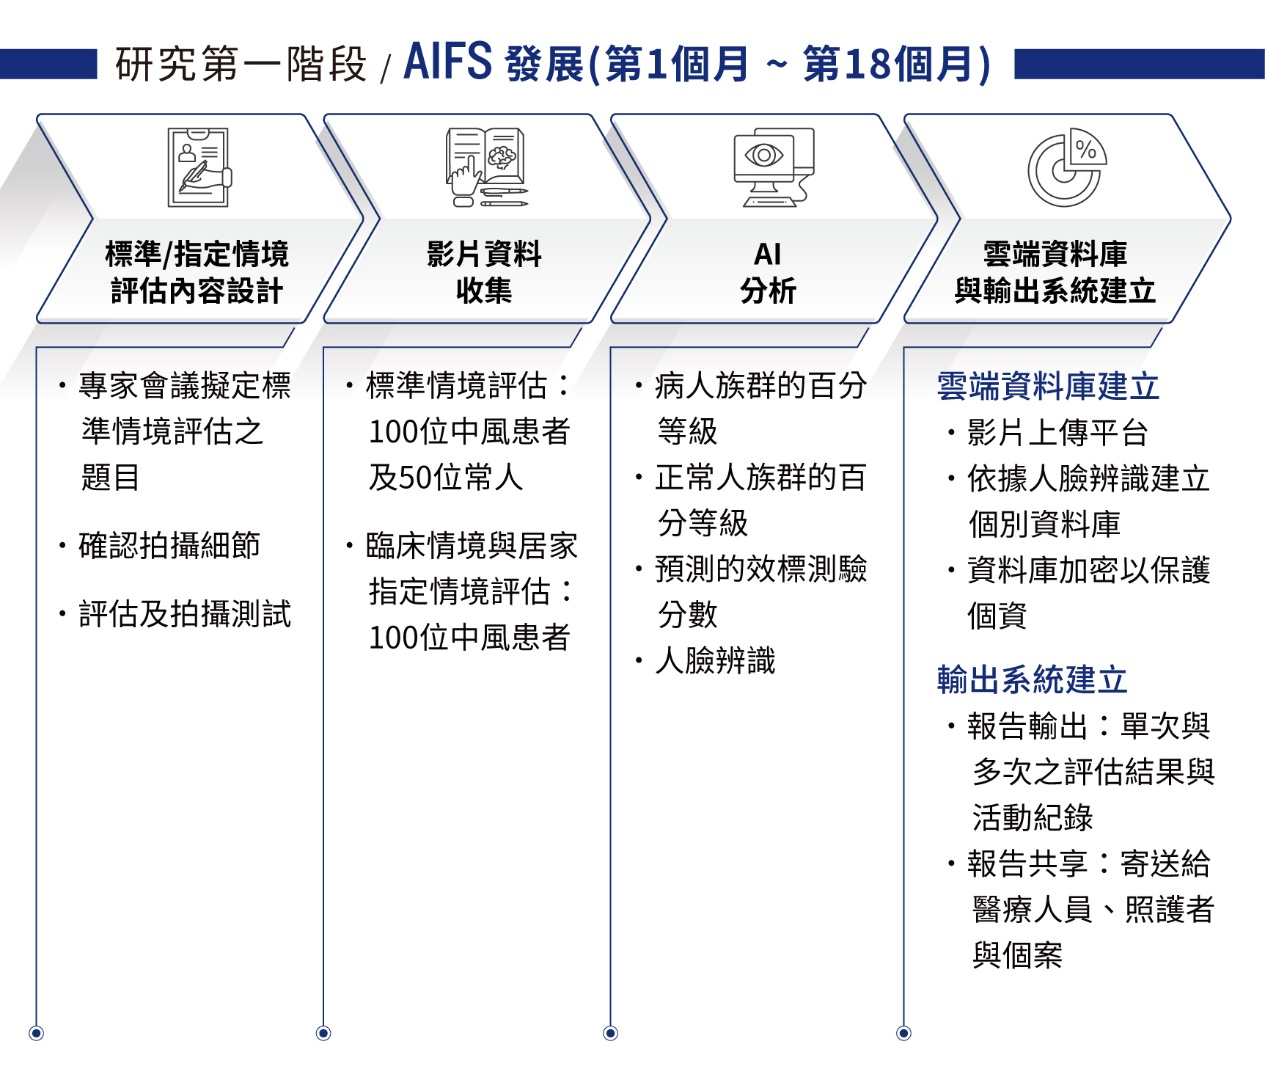 研究第一階段 / AIFS 發展(第1個月 ~ 第18個月)
標準/指定情境
評估內容設計
・專家會議擬定標
準情境評估之
題目
・確認拍攝細節
・評估及拍攝測試
影片資料
收集
・標準情境評估：
100位中風患者
及50位常人
・臨床情境與居家
指定情境評估：
100位中風患者
AI
分析
・病人族群的百分
等級
・正常人族群的百
分等級
・預測的效標測驗
分數
・人臉辨識
%
雲端資料庫
與輸出系統建立
雲端資料庫建立
・影片上傳平台
・依據人臉辨識建立
個別資料庫
・資料庫加密以保護
個資
輸出系統建立
・報告輸出：單次與
多次之評估結果與
活動紀錄
・報告共享：寄送給
醫療人員、照護者
與個案